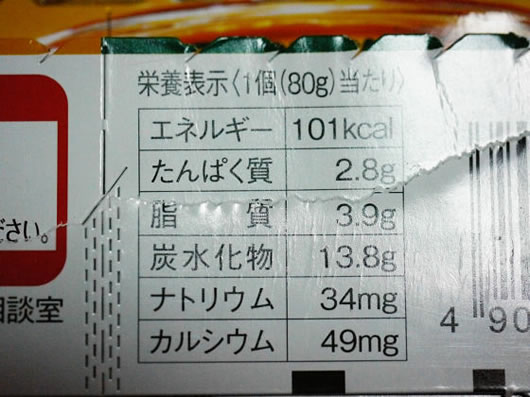 栄養表示〈1個(80g)当たり〉
エネルギー 101kcal
たんぱく質 2.8g
脂 質 3.9g
炭水化物 13.8g
ナトリウム 34mg
カルシウム 49mg
ださい。
相談室
4 90